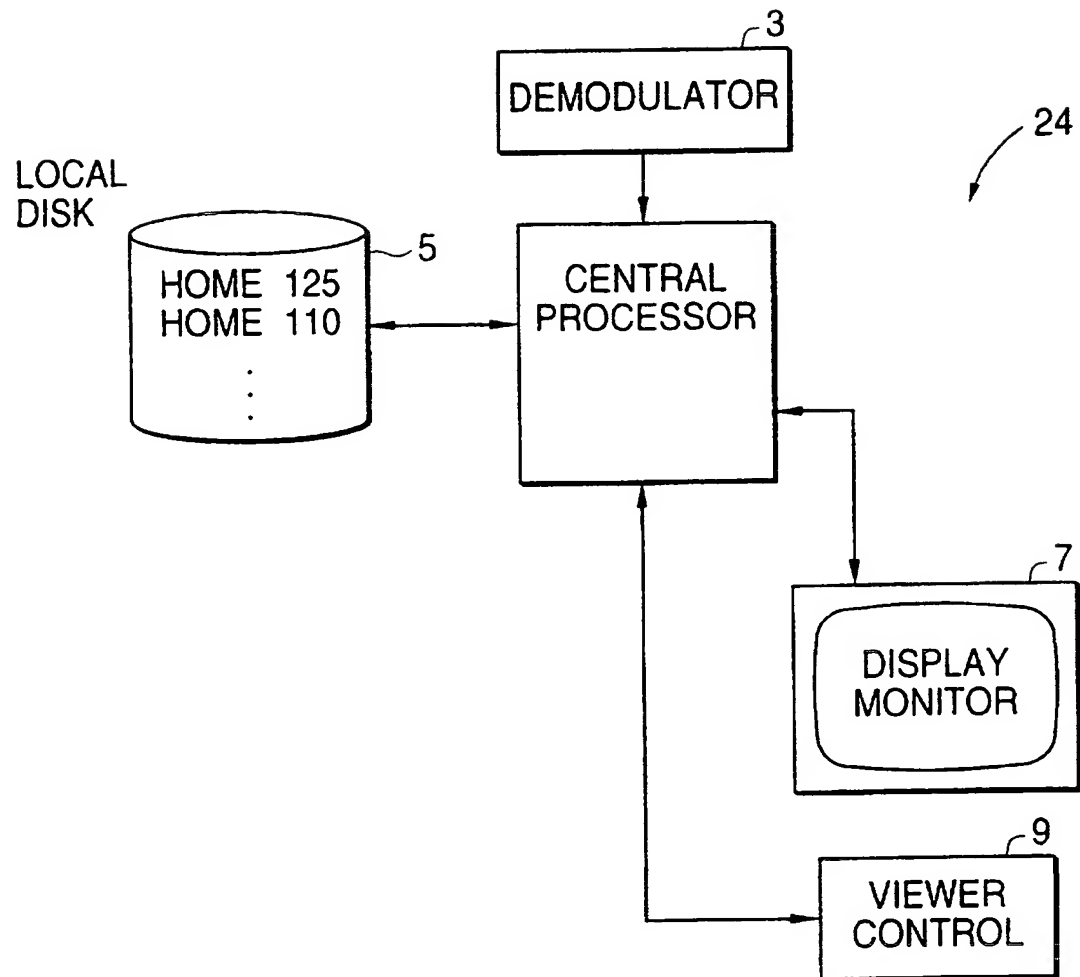 3
DEMODULATOR
24
LOCAL
DISK
5
HOME 125
HOME 110
.
.
.
CENTRAL
PROCESSOR
7
DISPLAY
MONITOR
9
VIEWER
CONTROL